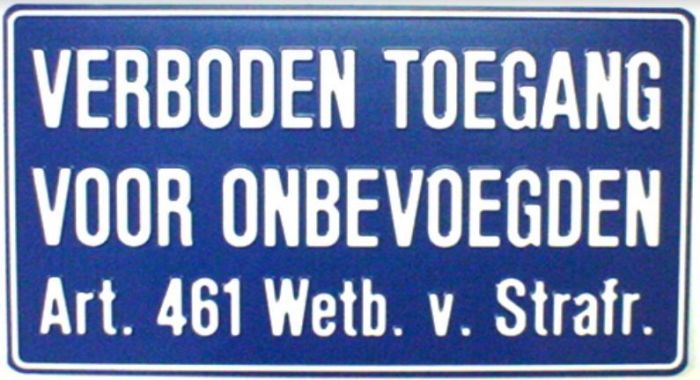 VERBODEN TOEGANG
VOOR ONBEVOEGDEN
Art. 461 Wetb. v. Strafr.